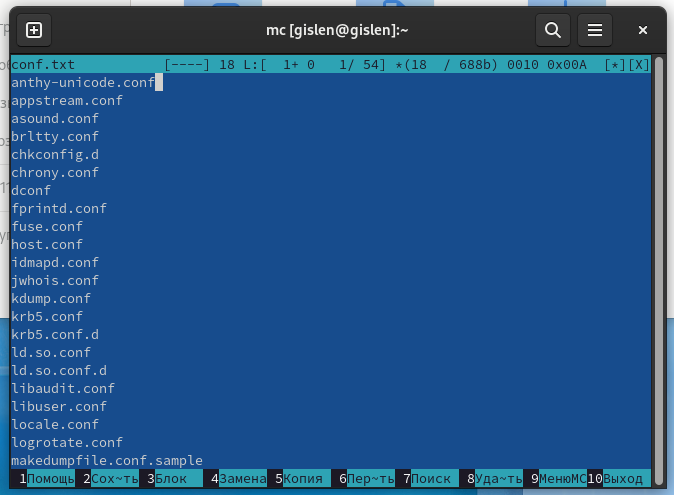 mc [gislen@gislen]:~
conf.txt [----] 18 L:[ 1+ 0 1/ 54] *(18 / 688b) 0010 0x00A [*][X]
anthy-unicode.conf
appstream.conf
asound.conf
brltty.conf
chkconfig.d
chrony.conf
dconf
fprintd.conf
fuse.conf
host.conf
idmapd.conf
jwhois.conf
kdump.conf
krb5.conf
krb5.conf.d
ld.so.conf
ld.so.conf.d
libaudit.conf
libuser.conf
locale.conf
logrotate.conf
makedumpfile.conf.sample
1Помощь 2Сох~ть 3Блок 4Замена 5Копия 6Пер~ть 7Поиск 8Уда~ть 9МенюMC 10Выход